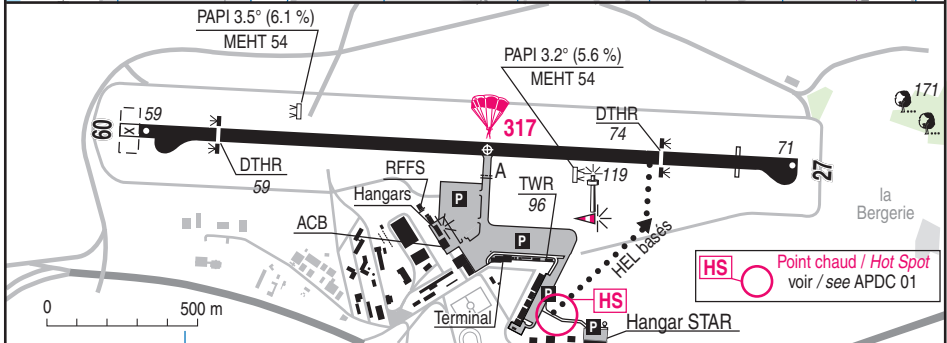 PAPI 3.5° (6.1 %)
MEHT 54
PAPI 3.2° (5.6 %)
MEHT 54
171
59
09
317
DTHR
74
71
27
DTHR
59
A
119
RFFS
Hangars
TWR
96
P
ACB
P
la
Bergerie
HEL basés
HS
Point chaud / Hot Spot
voir / see APDC 01
0
500 m
Terminal
P
HS
P
Hangar STAR